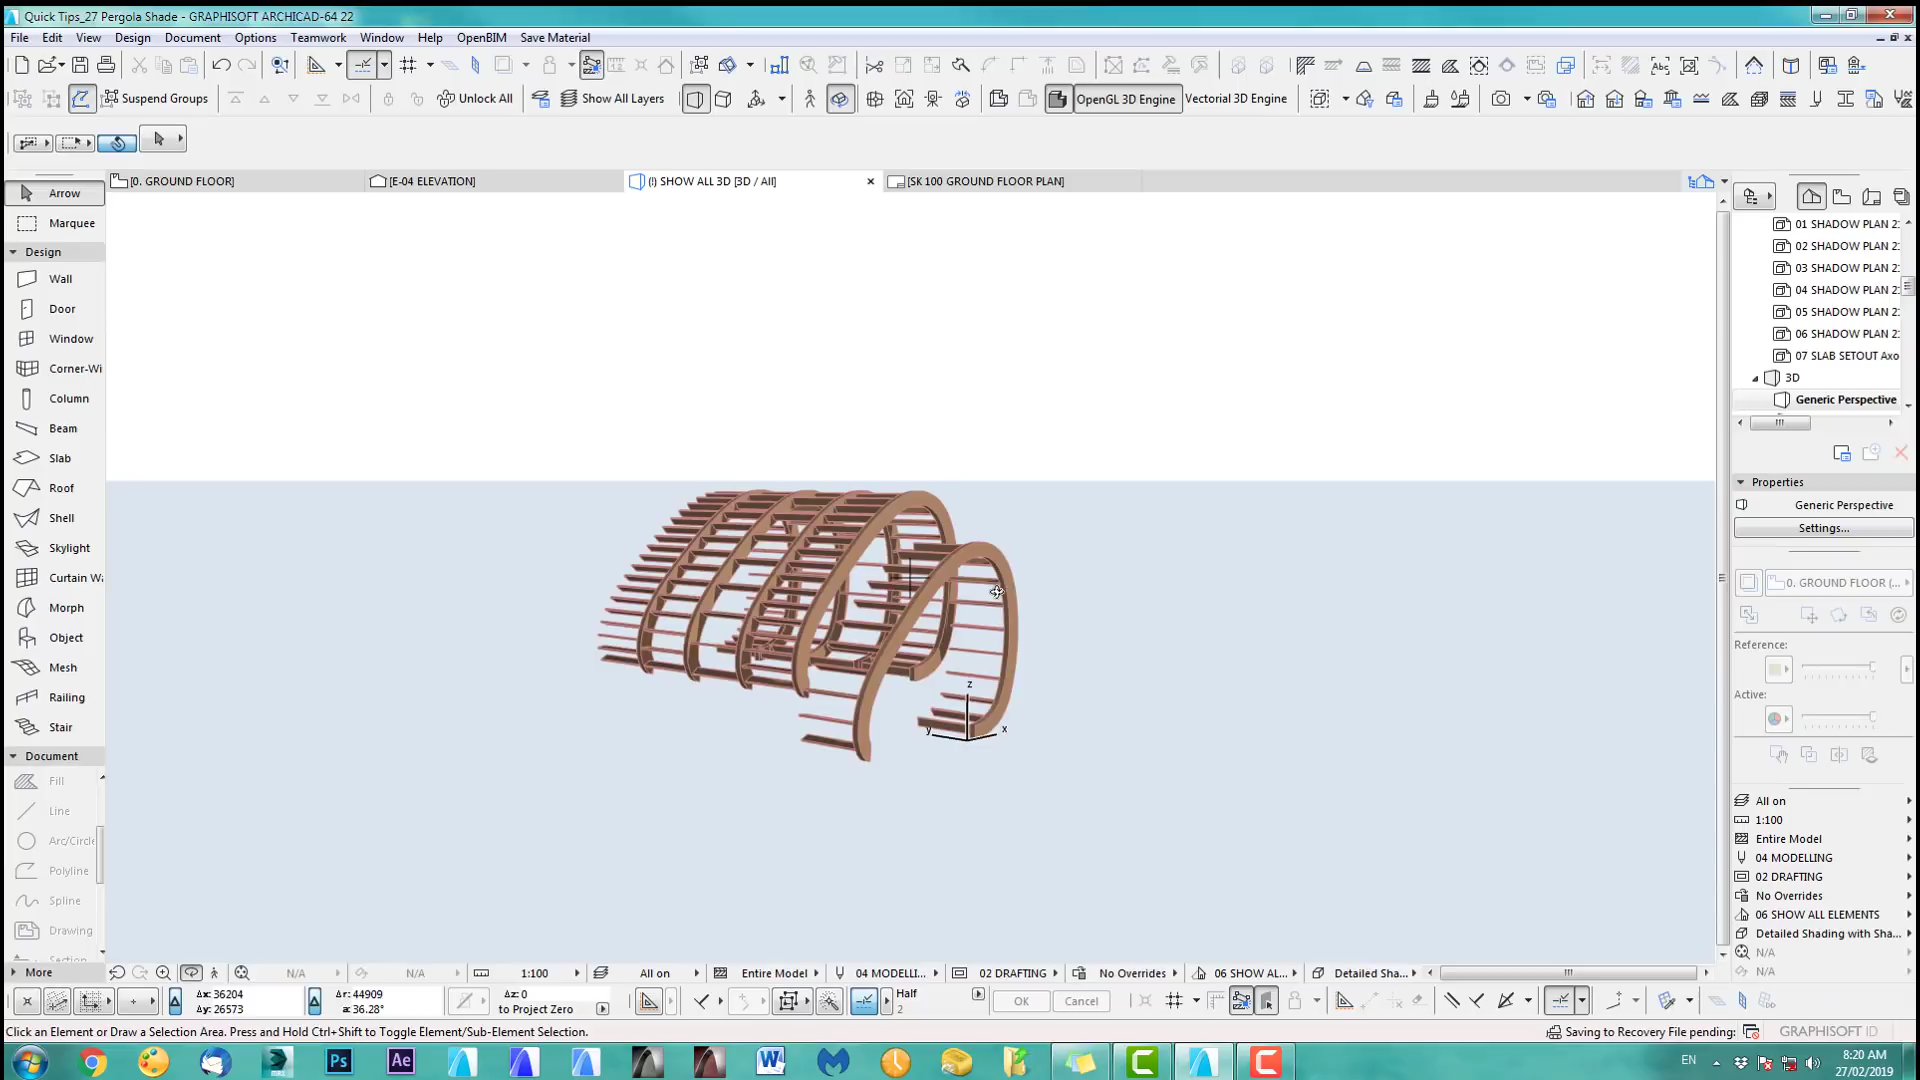 Quick Tips_27 Pergola Shade - GRAPHISOFT ARCHICAD-64 22
File Edit View Design Document Options Teamwork Window Help OpenBIM Save Material
Suspend Groups Unlock All Show All Layers OpenGL 3D Engine Vectorial 3D Engine
[0. GROUND FLOOR] [E-04 ELEVATION] (!) SHOW ALL 3D [3D / All] [SK 100 GROUND FLOOR PLAN]
Arrow
Marquee
Design
Wall
Door
Window
Corner-Wi
Column
Beam
Slab
Roof
Shell
Skylight
Curtain Wa
Morph
Object
Mesh
Railing
Stair
Document
Fill
Line
Arc/Circle
Polyline
Spline
Drawing
More
z
y
x
01 SHADOW PLAN 2
02 SHADOW PLAN 2
03 SHADOW PLAN 2
04 SHADOW PLAN 2
05 SHADOW PLAN 2
06 SHADOW PLAN 2
07 SLAB SETOUT Axo
3D
Generic Perspective
Properties
Generic Perspective
Settings...
0. GROUND FLOOR (...
Reference:
Active:
All on
1:100
Entire Model
04 MODELLING
02 DRAFTING
No Overrides
06 SHOW ALL ELEMENTS
Detailed Shading with Sha...
N/A
N/A
N/A N/A 1:100 All on Entire Model 04 MODELLI... 02 DRAFTING No Overrides 06 SHOW AL... Detailed Sha...
Δx: 36204 Δr: 44909 Δz: 0 Half
Δy: 26573 a: 36.28° to Project Zero 2
OK Cancel
Click an Element or Draw a Selection Area. Press and Hold Ctrl+Shift to Toggle Element/Sub-Element Selection.
Saving to Recovery File pending:
GRAPHISOFT ID
Ps Ae W C C
EN
8:20 AM
27/02/2019